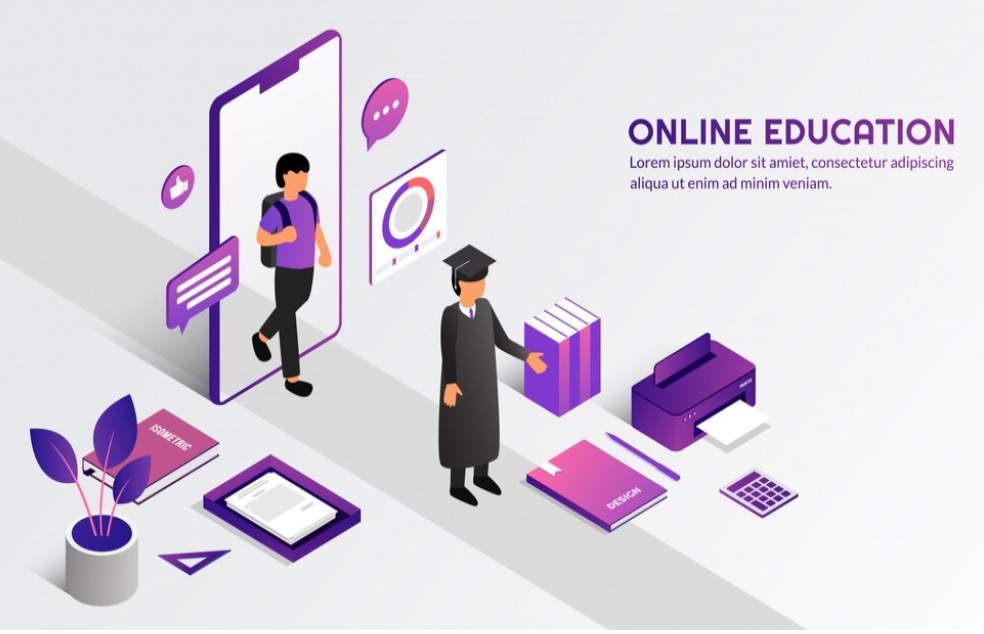 ONLINE EDUCATION
Lorem ipsum dolor sit amiet, consectetur adipiscing
aliqua ut enim ad minim veniam.
ISOMETRIC
DESIGN